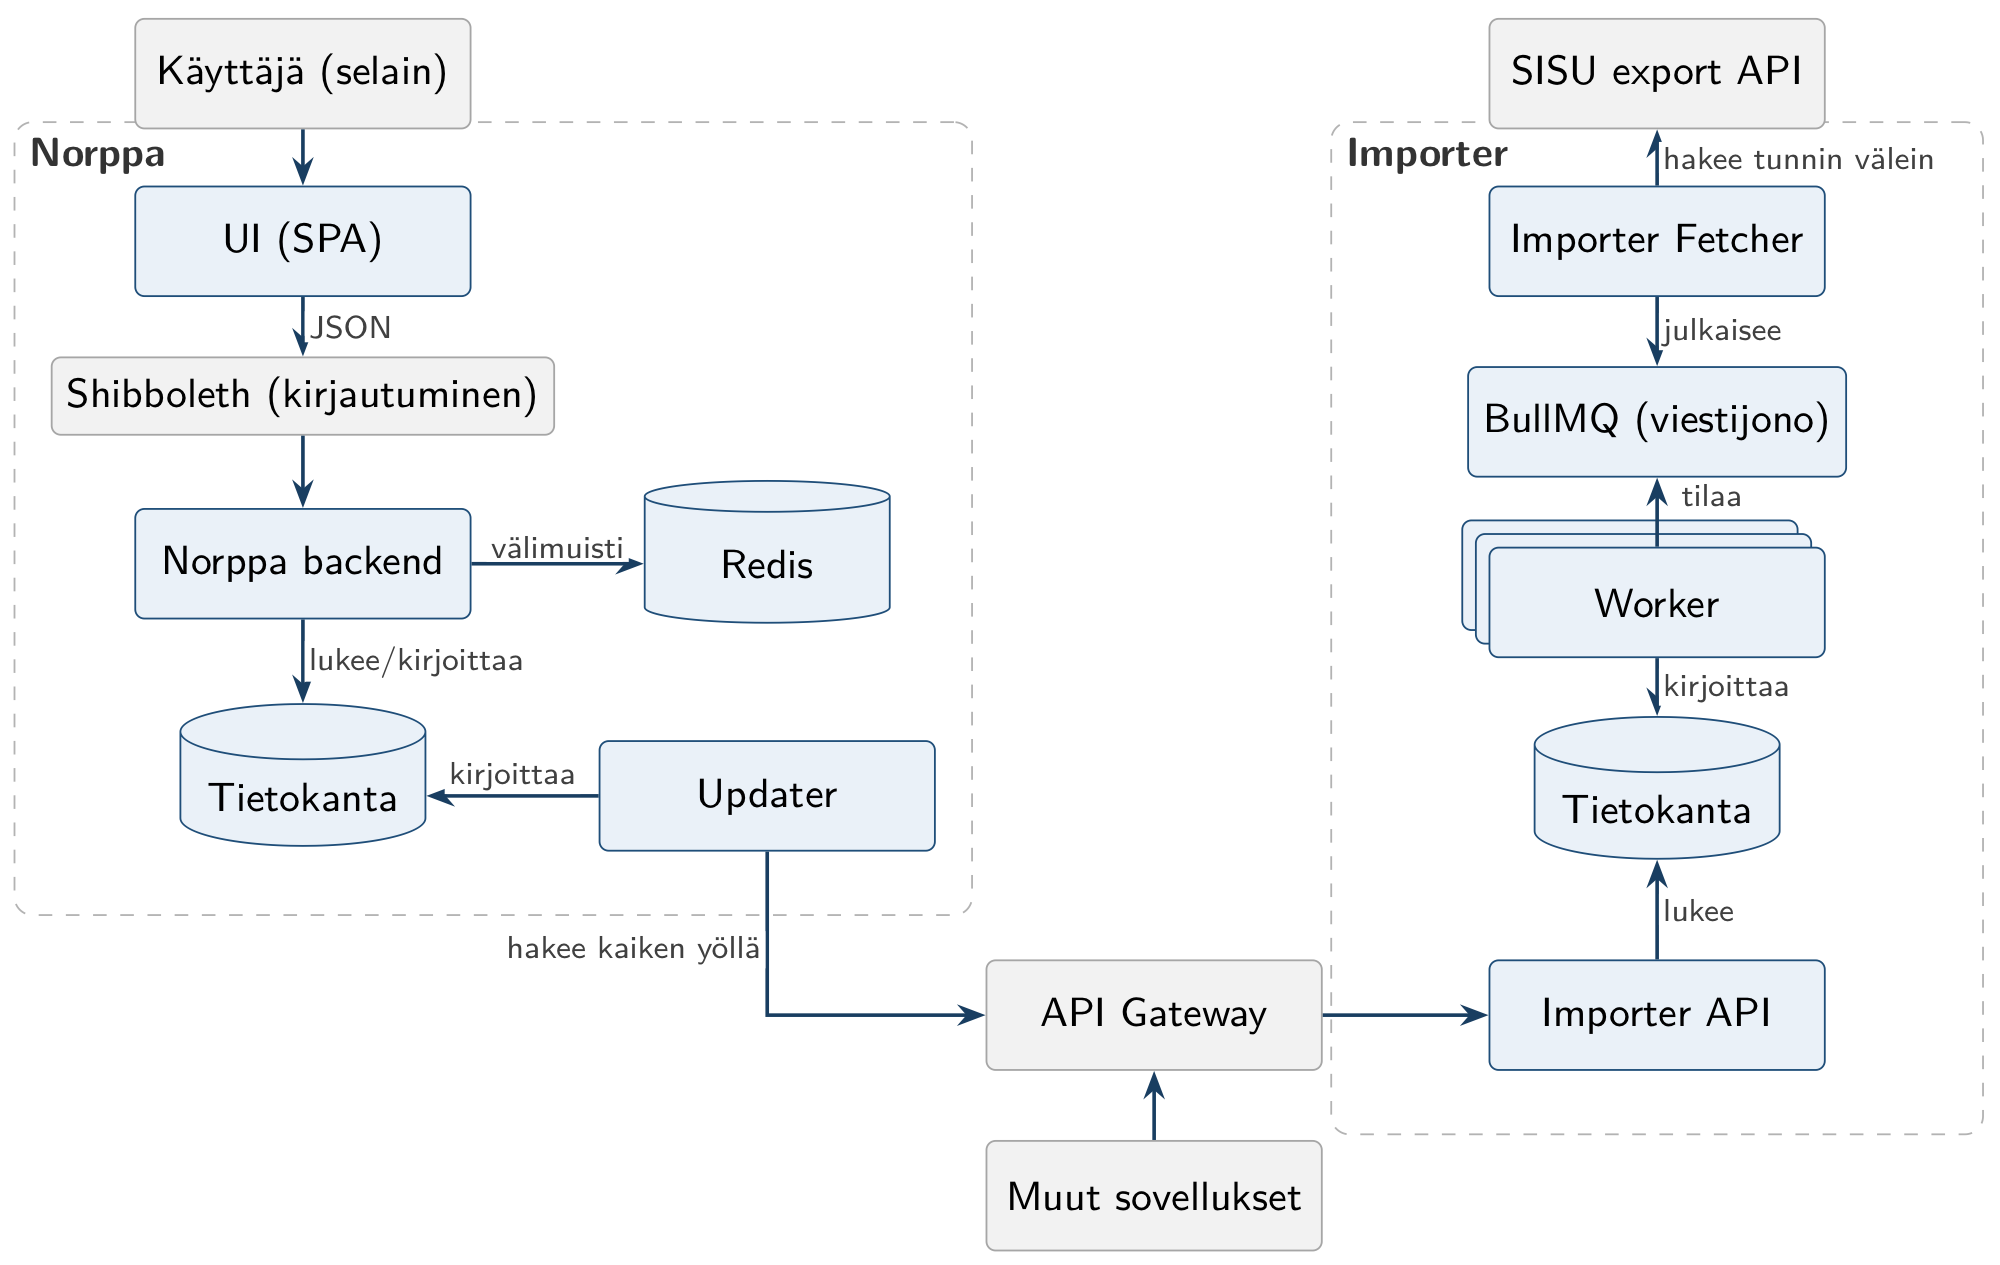 Käyttäjä (selain)
Norppa
UI (SPA)
JSON
Shibboleth (kirjautuminen)
Norppa backend
välimuisti
Redis
lukee/kirjoittaa
Tietokanta
kirjoittaa
Updater
hakee kaiken yöllä
API Gateway
Muut sovellukset
SISU export API
Importer
hakee tunnin välein
Importer Fetcher
julkaisee
BullMQ (viestijono)
tilaa
Worker
kirjoittaa
Tietokanta
lukee
Importer API